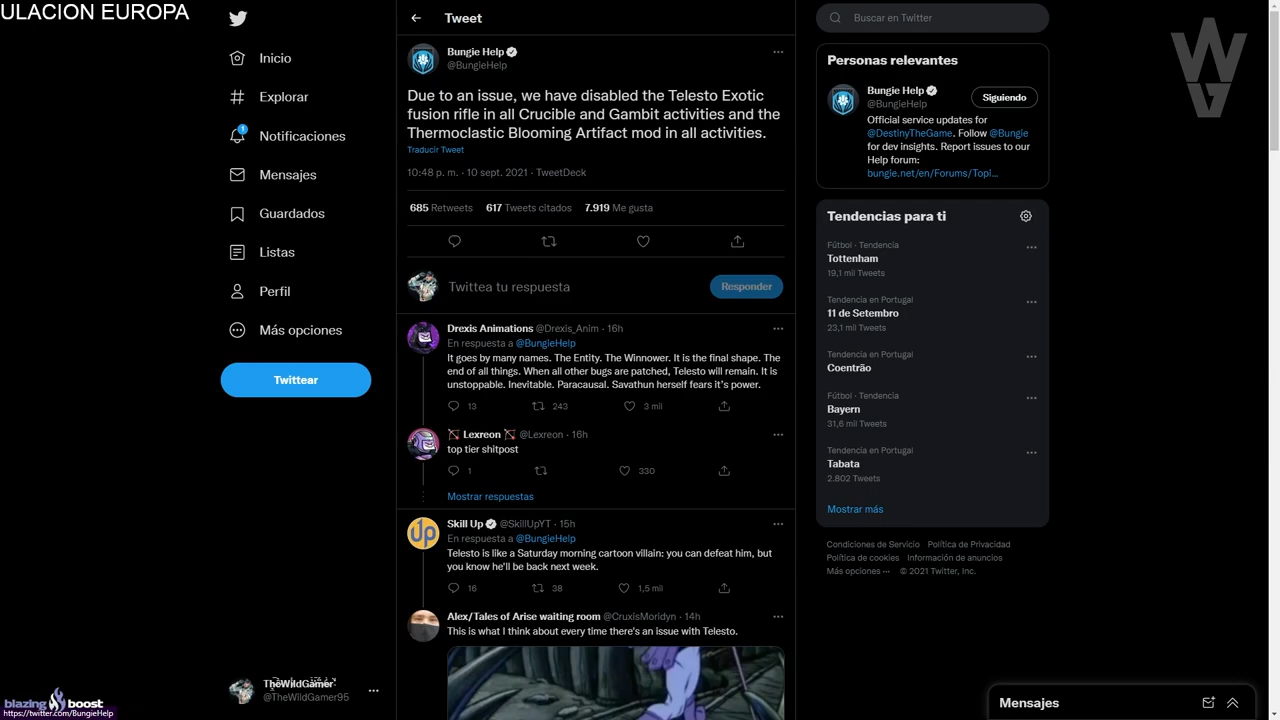 ULACION EUROPA
Inicio
Explorar
1
Notificaciones
Mensajes
Guardados
Listas
Perfil
Más opciones
Twittear
TheWildGamer
@TheWildGamer95
blazing boost
https://twitter.com/BungieHelp
Tweet
Bungie Help
@BungieHelp
Due to an issue, we have disabled the Telesto Exotic
fusion rifle in all Crucible and Gambit activities and the
Thermoclastic Blooming Artifact mod in all activities.
Traducir Tweet
10:48 p. m. · 10 sept. 2021 · TweetDeck
685 Retweets 617 Tweets citados 7.919 Me gusta
Twittea tu respuesta
Responder
Drexis Animations @Drexis_Anim · 16h
En respuesta a @BungieHelp
It goes by many names. The Entity. The Winnower. It is the final shape. The
end of all things. When all other bugs are patched, Telesto will remain. It is
unstoppable. Inevitable. Paracausal. Savathun herself fears it's power.
13 243 3 mil
Lexreon @Lexreon · 16h
top tier shitpost
1 330
Mostrar respuestas
Skill Up @SkillUpYT · 15h
En respuesta a @BungieHelp
Telesto is like a Saturday morning cartoon villain: you can defeat him, but
you know he'll be back next week.
16 38 1,5 mil
Alex/Tales of Arise waiting room @CruxisMoridyn · 14h
This is what I think about every time there's an issue with Telesto.
Buscar en Twitter
Personas relevantes
Bungie Help
@BungieHelp
Siguiendo
Official service updates for
@DestinyTheGame. Follow @Bungie
for dev insights. Report issues to our
Help forum:
bungie.net/en/Forums/Topi...
Tendencias para ti
Fútbol · Tendencia
Tottenham
19,1 mil Tweets
Tendencia en Portugal
11 de Setembro
23,1 mil Tweets
Tendencia en Portugal
Coentrão
Fútbol · Tendencia
Bayern
31,6 mil Tweets
Tendencia en Portugal
Tabata
2.802 Tweets
Mostrar más
Condiciones de Servicio Política de Privacidad
Política de cookies Información de anuncios
Más opciones ··· © 2021 Twitter, Inc.
Mensajes
WG